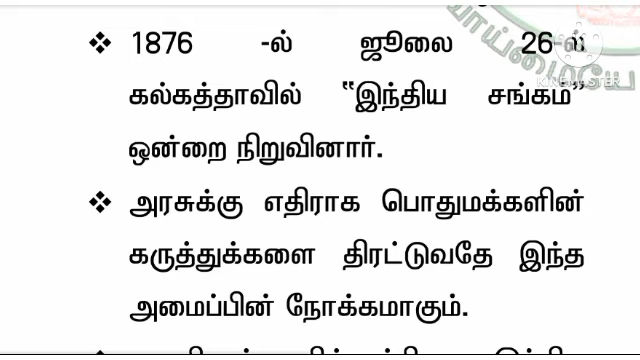 ❖ 1876 -ல் ஜூலை 26-ல்
கல்கத்தாவில் “இந்திய சங்கம்”
ஒன்றை நிறுவினார்.
❖ அரசுக்கு எதிராக பொதுமக்களின்
கருத்துக்களை திரட்டுவதே இந்த
அமைப்பின் நோக்கமாகும்.
வாய்மையே
KINEMASTER